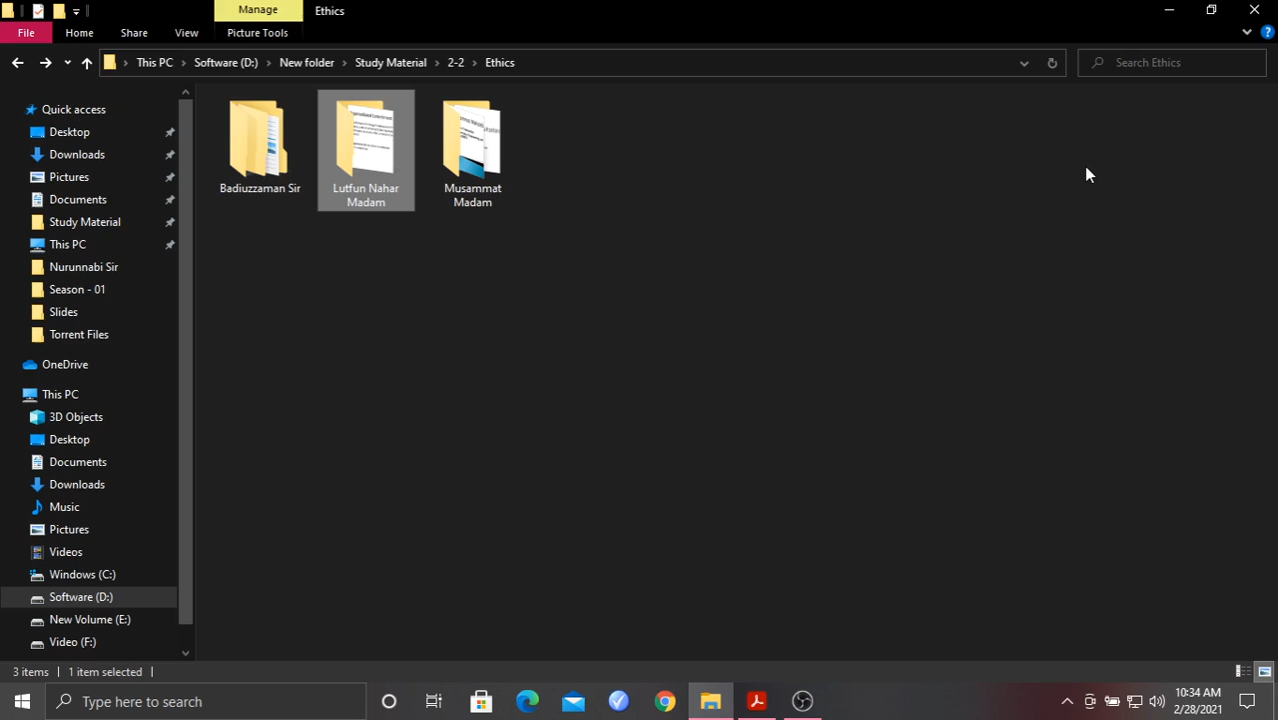 Manage
Ethics
File
Home
Share
View
Picture Tools
This PC > Software (D:) > New folder > Study Material > 2-2 > Ethics
Search Ethics
Quick access
Desktop
Downloads
Pictures
Documents
Study Material
This PC
Nurunnabi Sir
Season - 01
Slides
Torrent Files
OneDrive
This PC
3D Objects
Desktop
Documents
Downloads
Music
Pictures
Videos
Windows (C:)
Software (D:)
New Volume (E:)
Video (F:)
Badiuzzaman Sir
Lutfun Nahar
Madam
Musammat
Madam
3 items
1 item selected
Type here to search
10:34 AM
2/28/2021